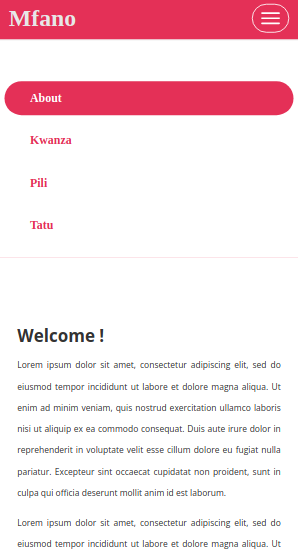 Mfano
About
Kwanza
Pili
Tatu
Welcome !
Lorem ipsum dolor sit amet, consectetur adipiscing elit, sed do
eiusmod tempor incididunt ut labore et dolore magna aliqua. Ut
enim ad minim veniam, quis nostrud exercitation ullamco laboris
nisi ut aliquip ex ea commodo consequat. Duis aute irure dolor in
reprehenderit in voluptate velit esse cillum dolore eu fugiat nulla
pariatur. Excepteur sint occaecat cupidatat non proident, sunt in
culpa qui officia deserunt mollit anim id est laborum.
Lorem ipsum dolor sit amet, consectetur adipiscing elit, sed do
eiusmod tempor incididunt ut labore et dolore magna aliqua. Ut